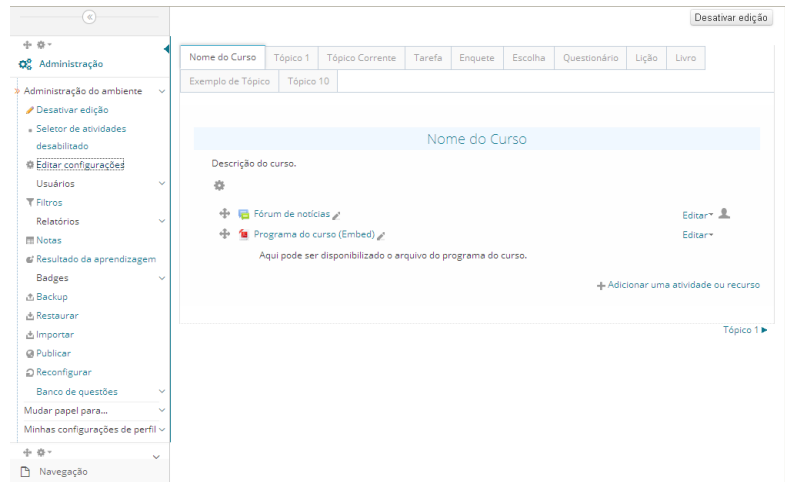 Desativar edição
Administração
Administração do ambiente
Desativar edição
Seletor de atividades
desabilitado
Editar configurações
Usuários
Filtros
Relatórios
Notas
Resultado da aprendizagem
Badges
Backup
Restaurar
Importar
Publicar
Reconfigurar
Banco de questões
Mudar papel para...
Minhas configurações de perfil
Navegação
Nome do Curso Tópico 1 Tópico Corrente Tarefa Enquete Escolha Questionário Lição Livro
Exemplo de Tópico Tópico 10
Nome do Curso
Descrição do curso.
Fórum de notícias Editar
Programa do curso (Embed) Editar
Aqui pode ser disponibilizado o arquivo do programa do curso.
Adicionar uma atividade ou recurso
Tópico 1